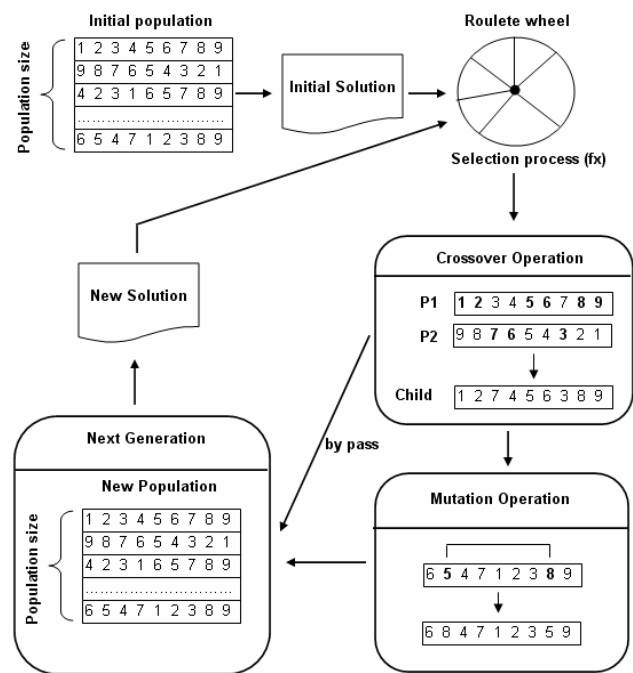 Initial population
Population size
1 2 3 4 5 6 7 8 9
9 8 7 6 5 4 3 2 1
4 2 3 1 6 5 7 8 9
..................................
6 5 4 7 1 2 3 8 9
Initial Solution
Roulete wheel
Selection process (fx)
Crossover Operation
P1 1 2 3 4 5 6 7 8 9
P2 9 8 7 6 5 4 3 2 1
Child 1 2 7 4 5 6 3 8 9
by pass
Mutation Operation
6 5 4 7 1 2 3 8 9
6 8 4 7 1 2 3 5 9
Next Generation
New Population
Population size
1 2 3 4 5 6 7 8 9
9 8 7 6 5 4 3 2 1
4 2 3 1 6 5 7 8 9
..................................
6 5 4 7 1 2 3 8 9
New Solution